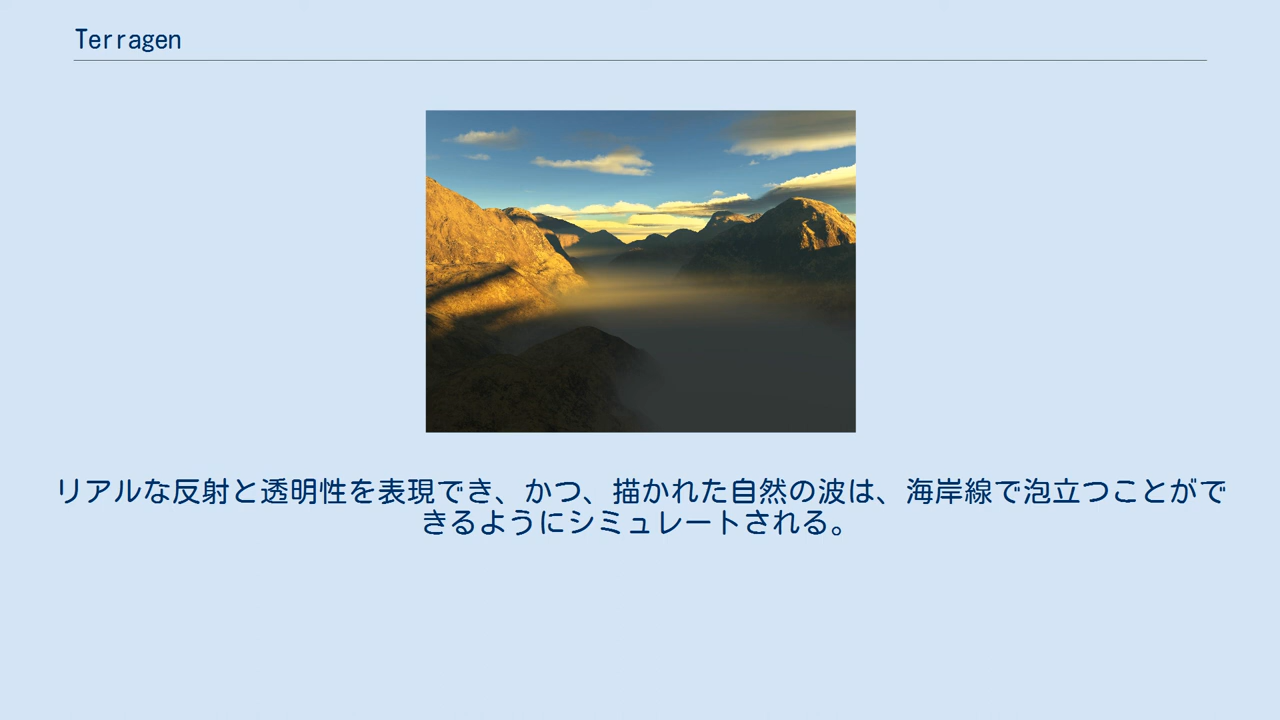 Terragen
リアルな反射と透明性を表現でき、かつ、描かれた自然の波は、海岸線で泡立つことがで
きるようにシミュレートされる。